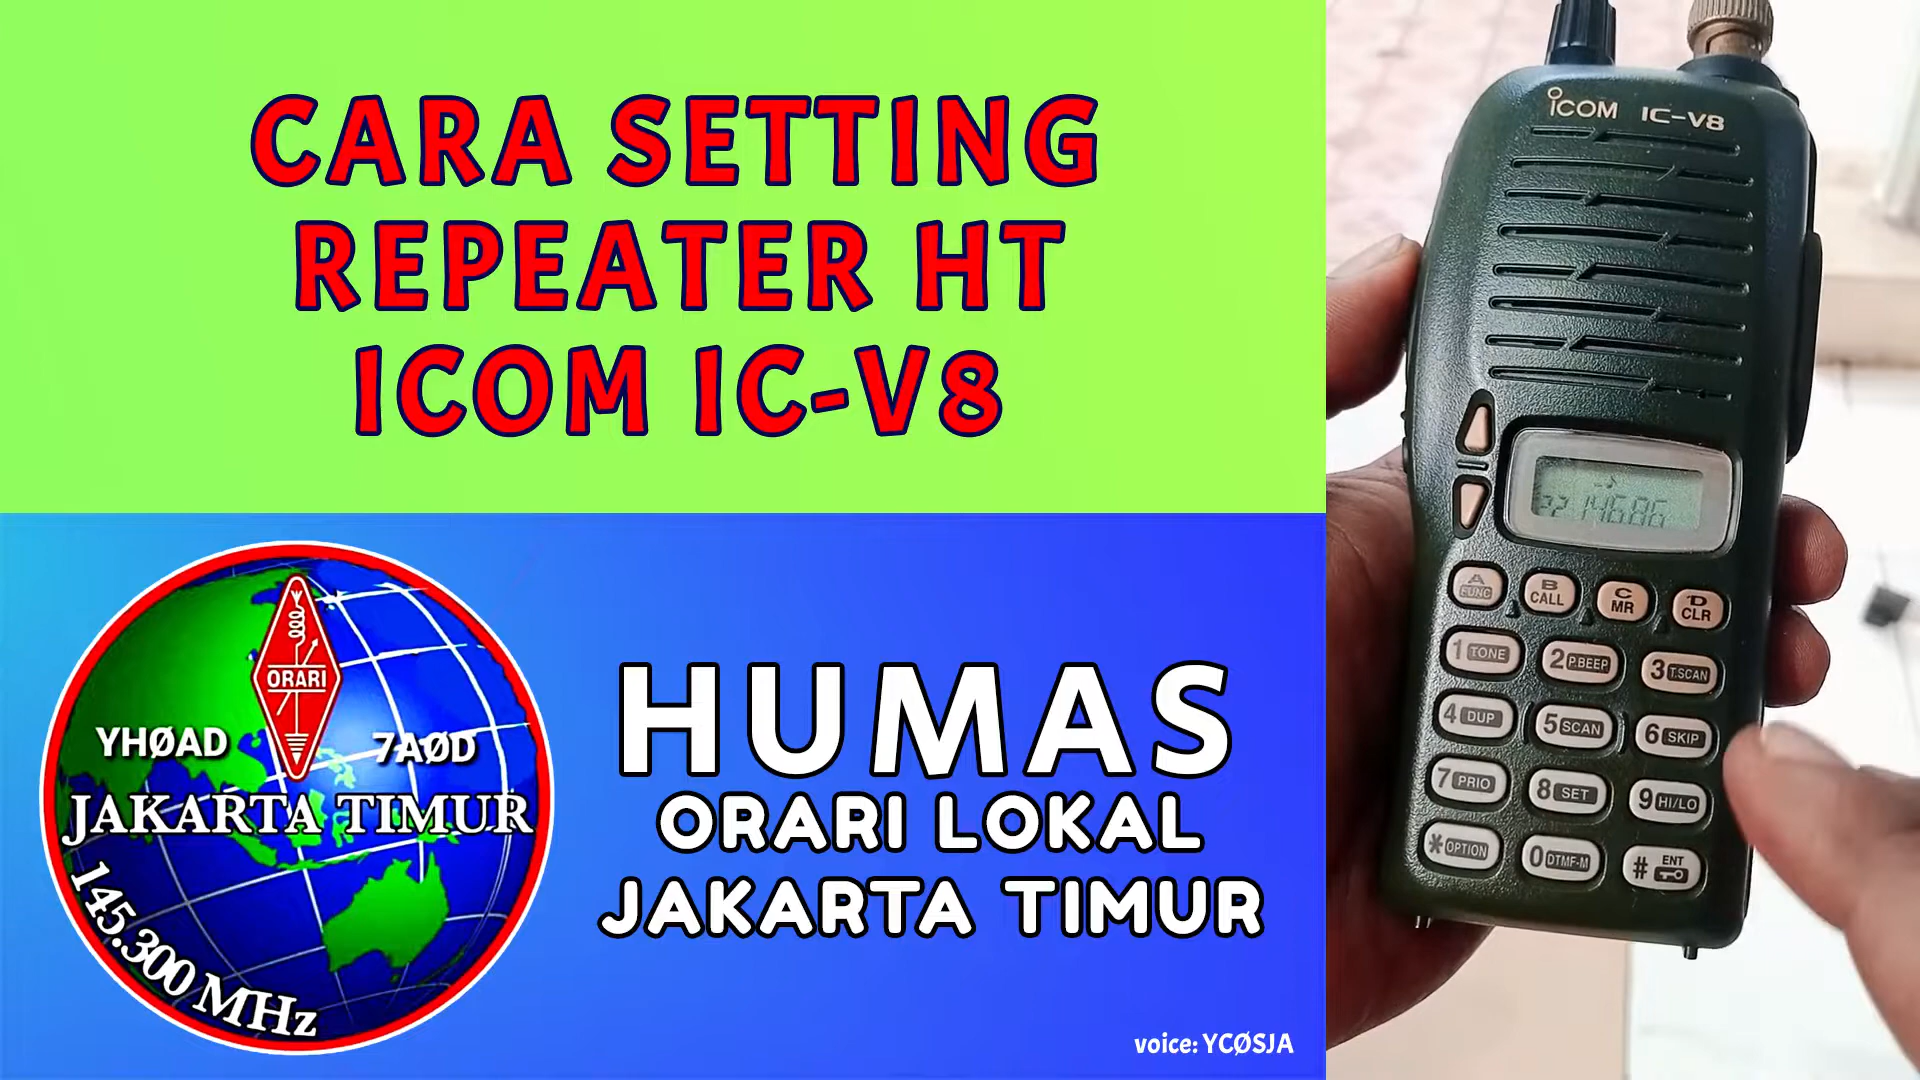 CARA SETTING
REPEATER HT
ICOM IC-V8
ORARI
YHØAD 7AØD
JAKARTA TIMUR
145.300 MHz
HUMAS
ORARI LOKAL
JAKARTA TIMUR
voice: YCØSJA
ICOM IC-V8
22 14686
A FUNC
B CALL
C MR
D CLR
1 TONE
2 P.BEEP
3 T.SCAN
4 DUP
5 SCAN
6 SKIP
7 PRIO
8 SET
9 HI/LO
* OPTION
0 DTMF-M
# ENT